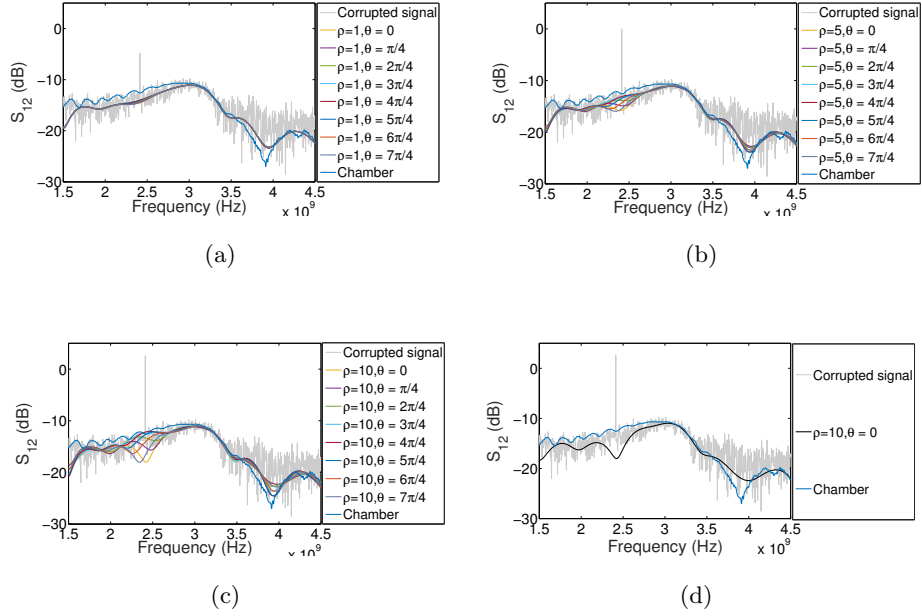 Corrupted signal
ρ=1,θ = 0
ρ=1,θ = π/4
ρ=1,θ = 2π/4
ρ=1,θ = 3π/4
ρ=1,θ = 4π/4
ρ=1,θ = 5π/4
ρ=1,θ = 6π/4
ρ=1,θ = 7π/4
Chamber
0
−10
−20
−30
S12 (dB)
1.5 2 2.5 3 3.5 4 4.5
Frequency (Hz)
x 10^9
(a)
Corrupted signal
ρ=5,θ = 0
ρ=5,θ = π/4
ρ=5,θ = 2π/4
ρ=5,θ = 3π/4
ρ=5,θ = 4π/4
ρ=5,θ = 5π/4
ρ=5,θ = 6π/4
ρ=5,θ = 7π/4
Chamber
0
−10
−20
−30
S12 (dB)
1.5 2 2.5 3 3.5 4 4.5
Frequency (Hz)
x 10^9
(b)
Corrupted signal
ρ=10,θ = 0
ρ=10,θ = π/4
ρ=10,θ = 2π/4
ρ=10,θ = 3π/4
ρ=10,θ = 4π/4
ρ=10,θ = 5π/4
ρ=10,θ = 6π/4
ρ=10,θ = 7π/4
Chamber
0
−10
−20
−30
S12 (dB)
1.5 2 2.5 3 3.5 4 4.5
Frequency (Hz)
x 10^9
(c)
Corrupted signal
ρ=10,θ = 0
Chamber
0
−10
−20
−30
S12 (dB)
1.5 2 2.5 3 3.5 4 4.5
Frequency (Hz)
x 10^9
(d)